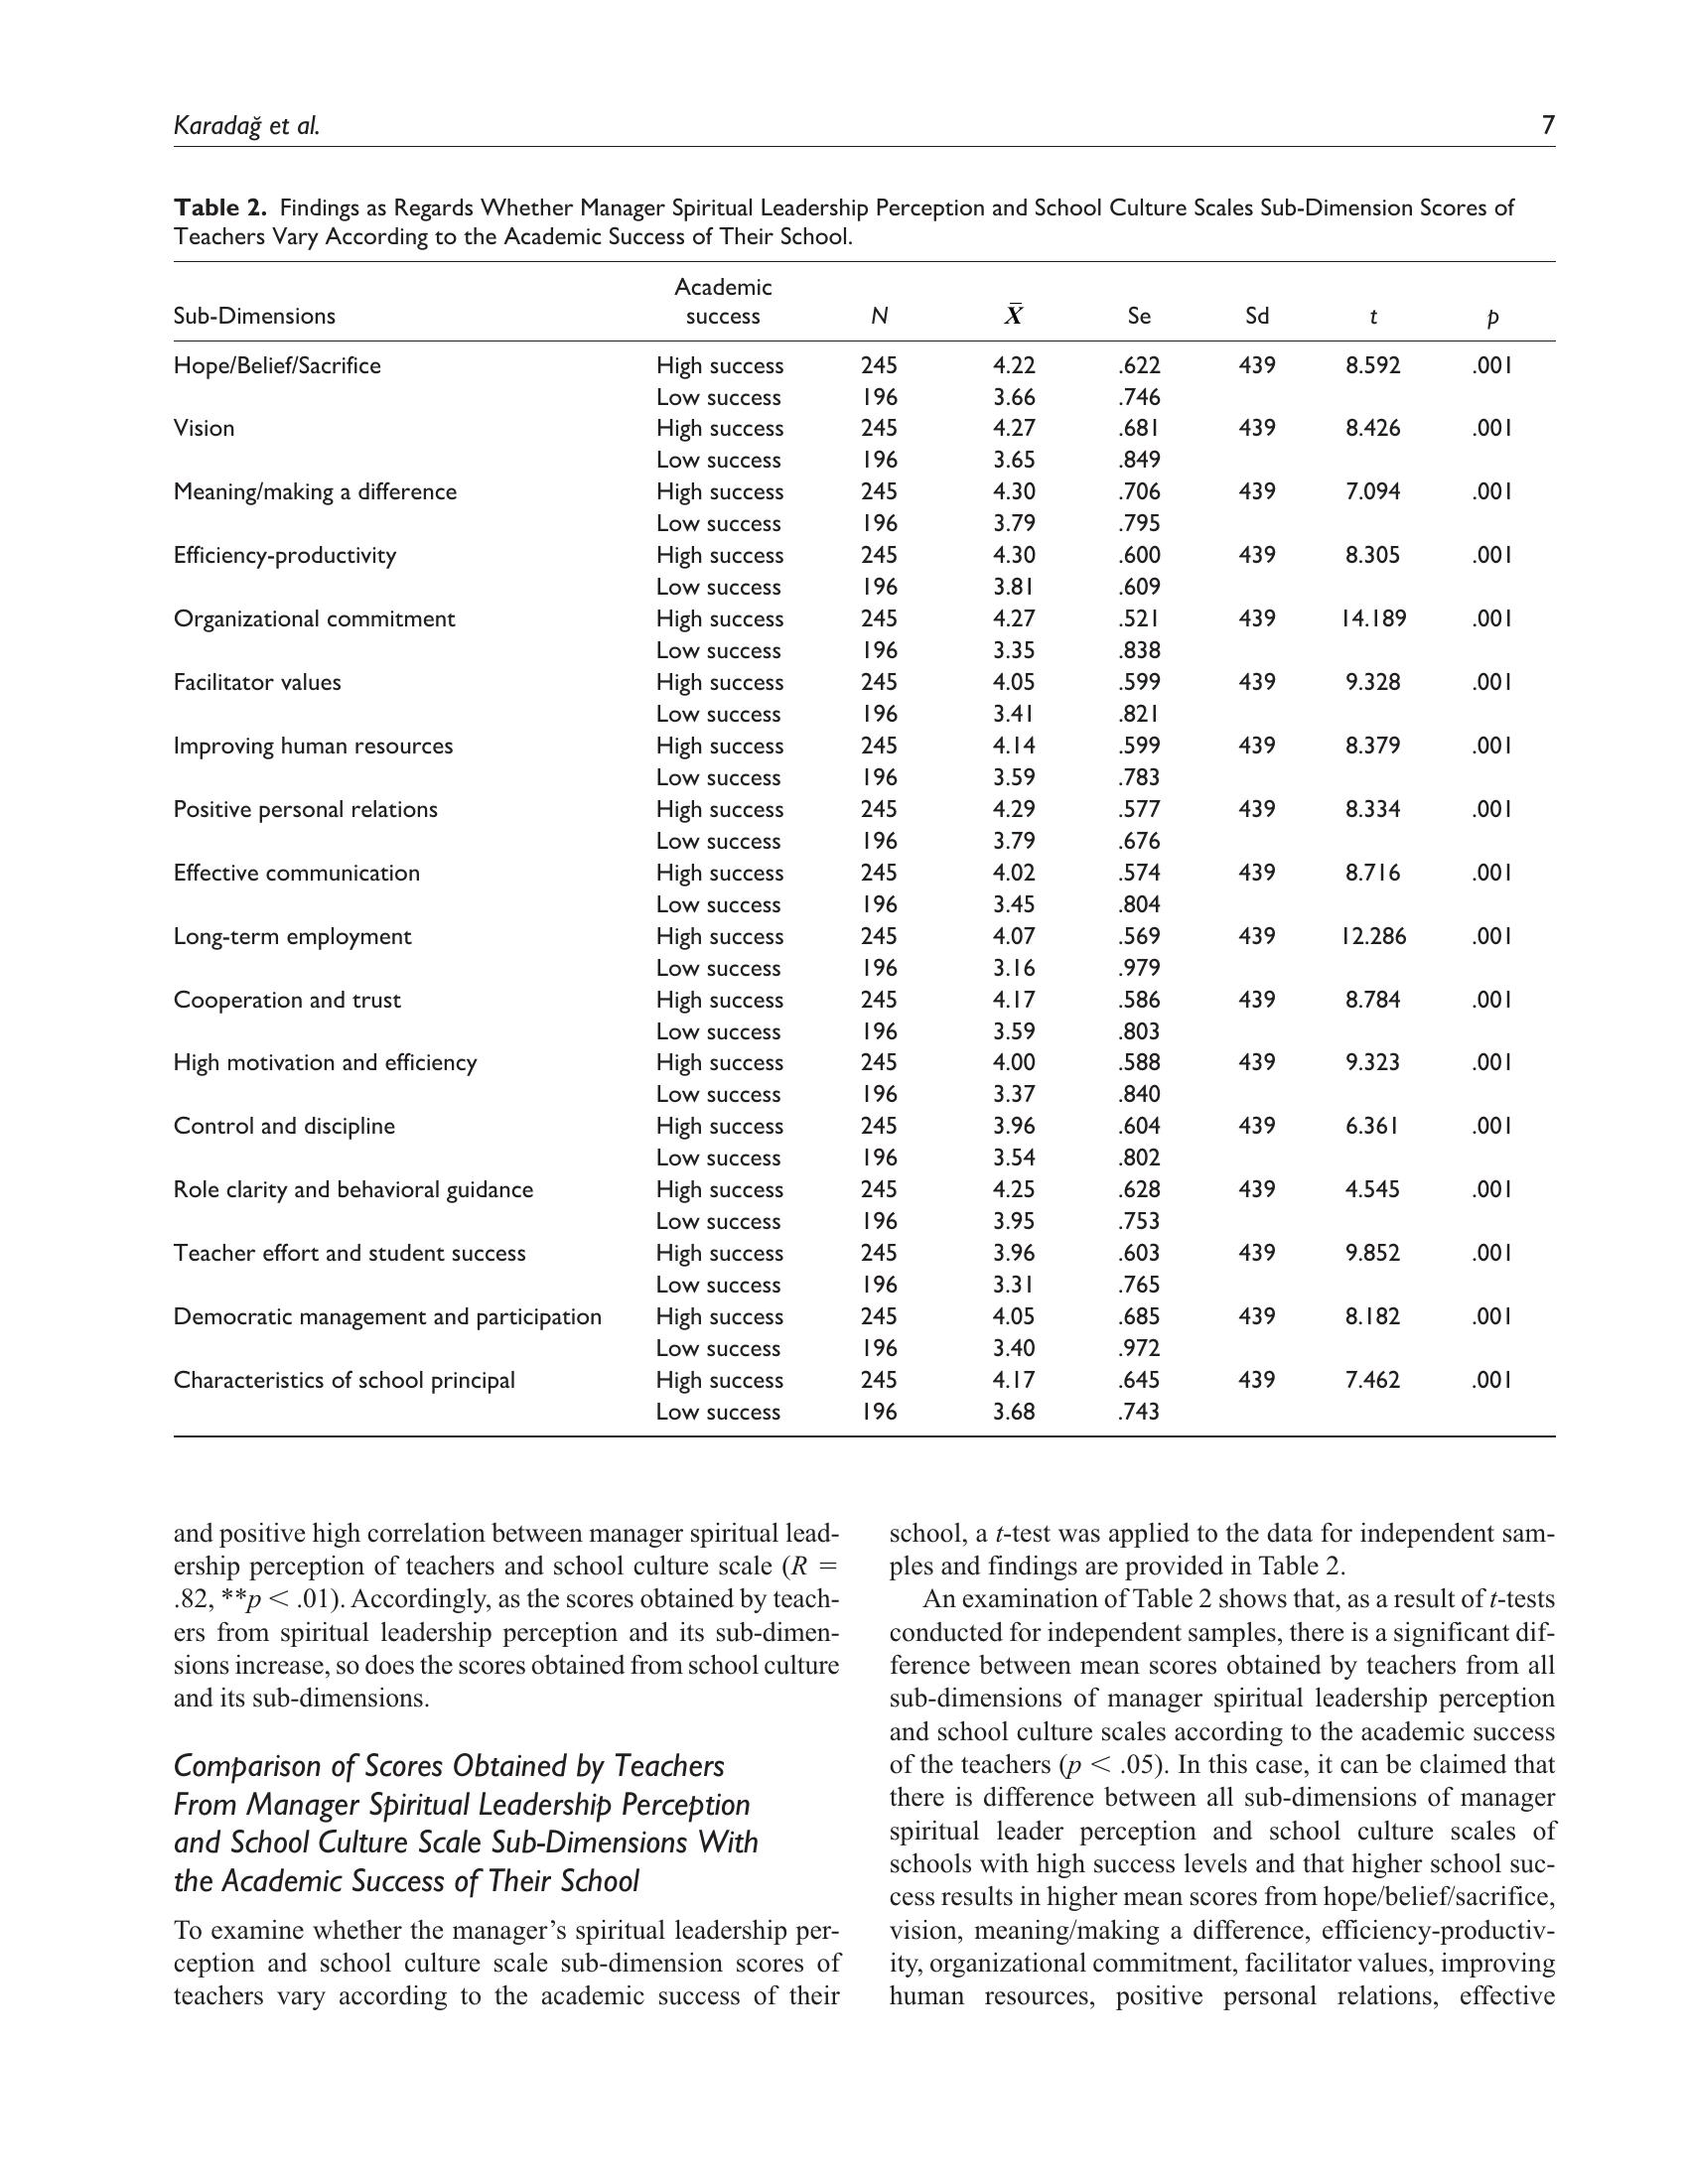 Karadağ et al.
7
Table 2. Findings as Regards Whether Manager Spiritual Leadership Perception and School Culture Scales Sub-Dimension Scores of
Teachers Vary According to the Academic Success of Their School.
Academic
Sub-Dimensions success N X̄ Se Sd t p
Hope/Belief/Sacrifice High success 245 4.22 .622 439 8.592 .001
Low success 196 3.66 .746
Vision High success 245 4.27 .681 439 8.426 .001
Low success 196 3.65 .849
Meaning/making a difference High success 245 4.30 .706 439 7.094 .001
Low success 196 3.79 .795
Efficiency-productivity High success 245 4.30 .600 439 8.305 .001
Low success 196 3.81 .609
Organizational commitment High success 245 4.27 .521 439 14.189 .001
Low success 196 3.35 .838
Facilitator values High success 245 4.05 .599 439 9.328 .001
Low success 196 3.41 .821
Improving human resources High success 245 4.14 .599 439 8.379 .001
Low success 196 3.59 .783
Positive personal relations High success 245 4.29 .577 439 8.334 .001
Low success 196 3.79 .676
Effective communication High success 245 4.02 .574 439 8.716 .001
Low success 196 3.45 .804
Long-term employment High success 245 4.07 .569 439 12.286 .001
Low success 196 3.16 .979
Cooperation and trust High success 245 4.17 .586 439 8.784 .001
Low success 196 3.59 .803
High motivation and efficiency High success 245 4.00 .588 439 9.323 .001
Low success 196 3.37 .840
Control and discipline High success 245 3.96 .604 439 6.361 .001
Low success 196 3.54 .802
Role clarity and behavioral guidance High success 245 4.25 .628 439 4.545 .001
Low success 196 3.95 .753
Teacher effort and student success High success 245 3.96 .603 439 9.852 .001
Low success 196 3.31 .765
Democratic management and participation High success 245 4.05 .685 439 8.182 .001
Low success 196 3.40 .972
Characteristics of school principal High success 245 4.17 .645 439 7.462 .001
Low success 196 3.68 .743
and positive high correlation between manager spiritual lead-
ership perception of teachers and school culture scale (R =
.82, **p < .01). Accordingly, as the scores obtained by teach-
ers from spiritual leadership perception and its sub-dimen-
sions increase, so does the scores obtained from school culture
and its sub-dimensions.
Comparison of Scores Obtained by Teachers
From Manager Spiritual Leadership Perception
and School Culture Scale Sub-Dimensions With
the Academic Success of Their School
To examine whether the manager's spiritual leadership per-
ception and school culture scale sub-dimension scores of
teachers vary according to the academic success of their
school, a t-test was applied to the data for independent sam-
ples and findings are provided in Table 2.
An examination of Table 2 shows that, as a result of t-tests
conducted for independent samples, there is a significant dif-
ference between mean scores obtained by teachers from all
sub-dimensions of manager spiritual leadership perception
and school culture scales according to the academic success
of the teachers (p < .05). In this case, it can be claimed that
there is difference between all sub-dimensions of manager
spiritual leader perception and school culture scales of
schools with high success levels and that higher school suc-
cess results in higher mean scores from hope/belief/sacrifice,
vision, meaning/making a difference, efficiency-productiv-
ity, organizational commitment, facilitator values, improving
human resources, positive personal relations, effective